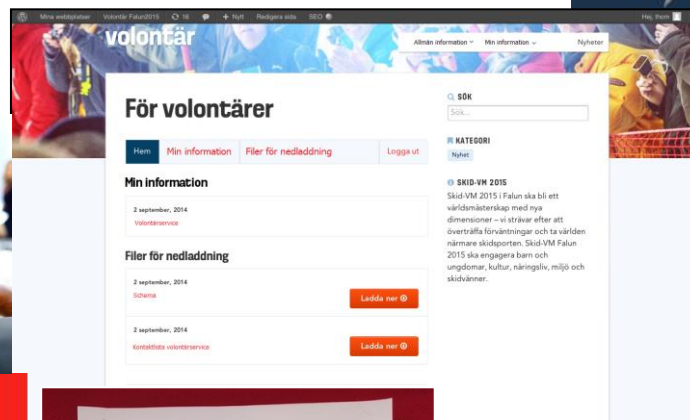 Mina webbplatser Volontär Falun2015 16 + Nytt Redigera sida SEO Hej, thom
volontär
Allmän information Min information Nyheter
För volontärer
Hem Min information Filer för nedladdning Logga ut
Min information
2 september, 2014
Volontärservice
Filer för nedladdning
2 september, 2014
Schema
Ladda ner
2 september, 2014
Kontaktlista volontärservice
Ladda ner
SÖK
Sök...
KATEGORI
Nyhet
SKID-VM 2015
Skid-VM 2015 i Falun ska bli ett
världsmästerskap med nya
dimensioner – vi strävar efter att
överträffa förväntningar och ta världen
närmare skidsporten. Skid-VM Falun
2015 ska engagera barn och
ungdomar, kultur, näringsliv, miljö och
skidvänner.